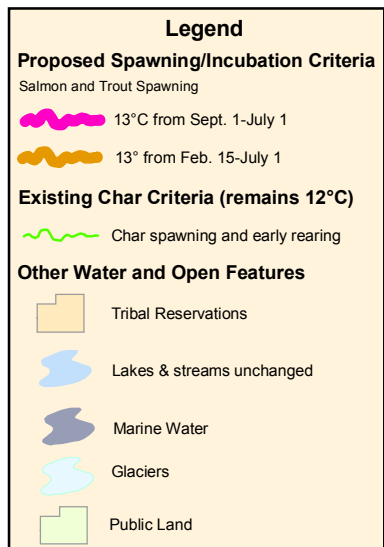 Legend
Proposed Spawning/Incubation Criteria
Salmon and Trout Spawning
13°C from Sept. 1-July 1
13° from Feb. 15-July 1
Existing Char Criteria (remains 12°C)
Char spawning and early rearing
Other Water and Open Features
Tribal Reservations
Lakes & streams unchanged
Marine Water
Glaciers
Public Land